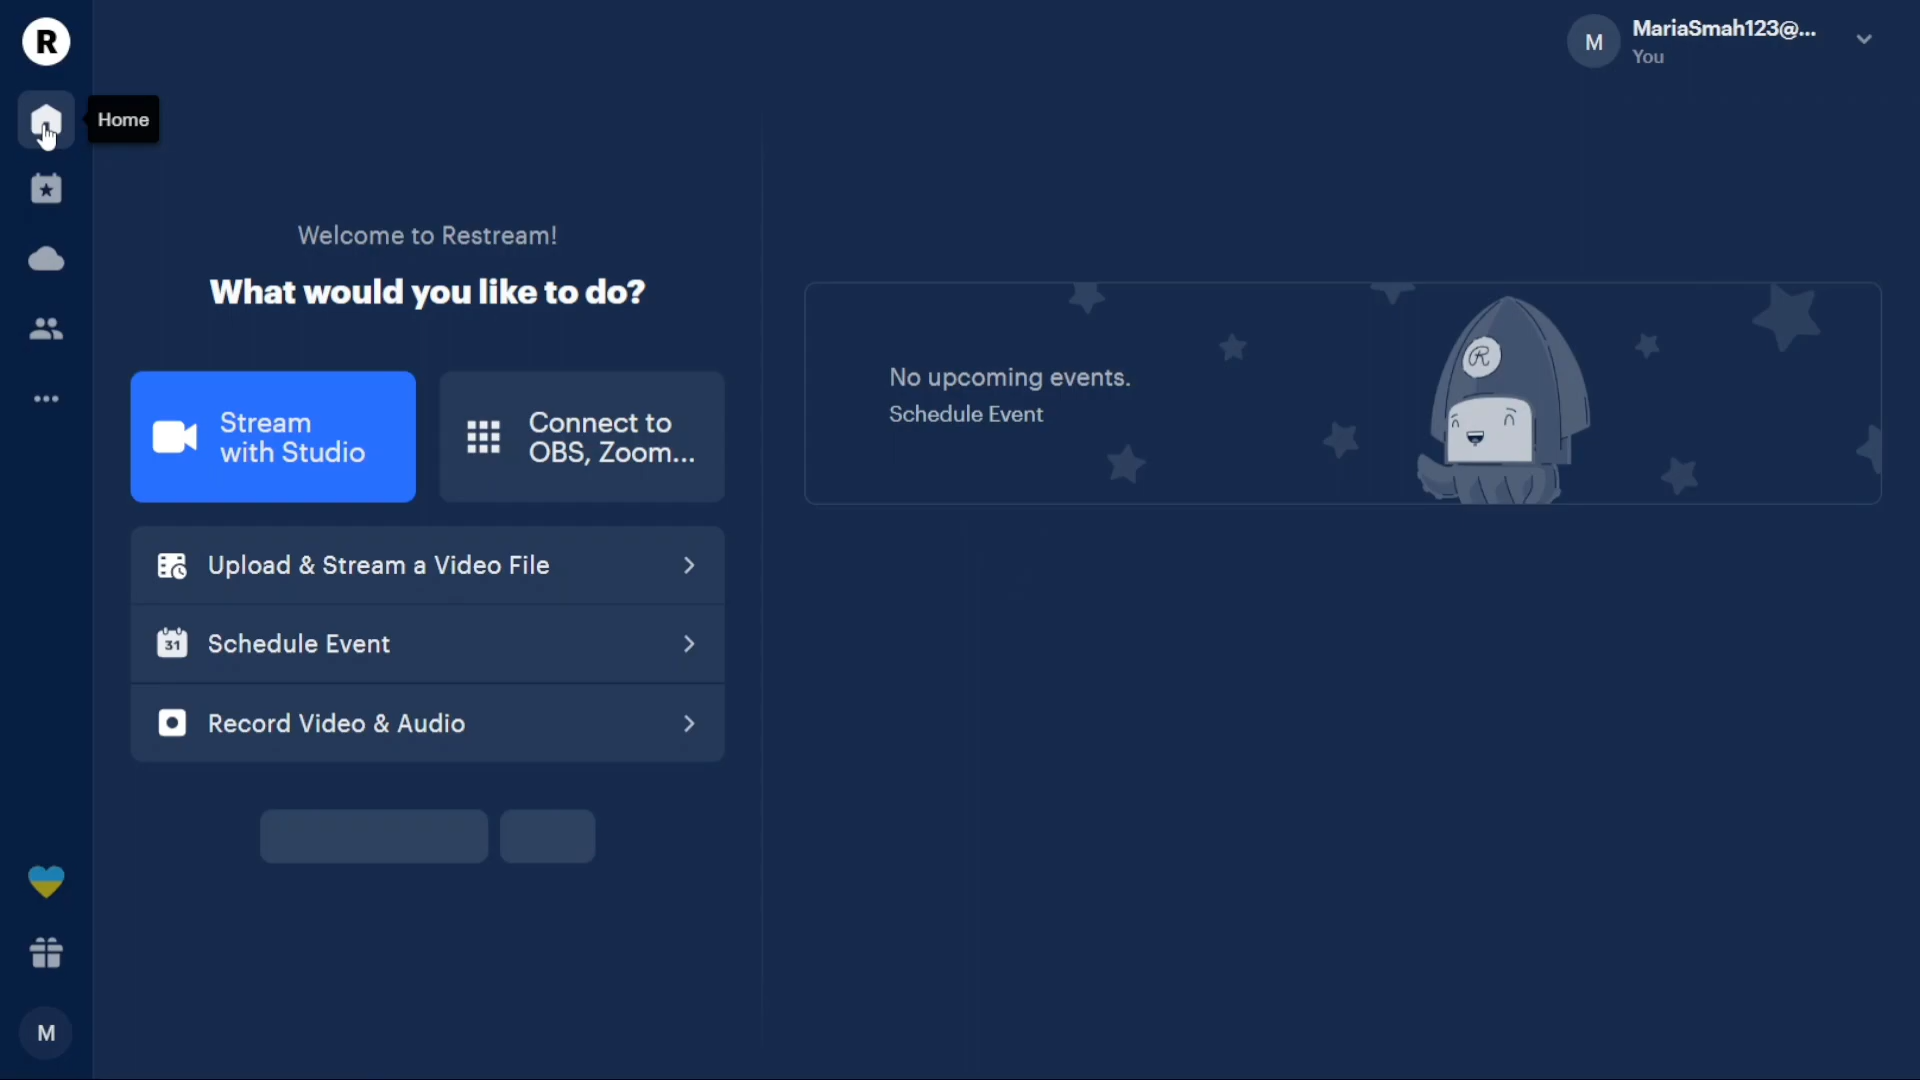 R
Home
MariaSmah123@...
M
You
Welcome to Restream!
What would you like to do?
Stream
with Studio
Connect to
OBS, Zoom...
No upcoming events.
Schedule Event
R
Upload & Stream a Video File
31
Schedule Event
Record Video & Audio
M